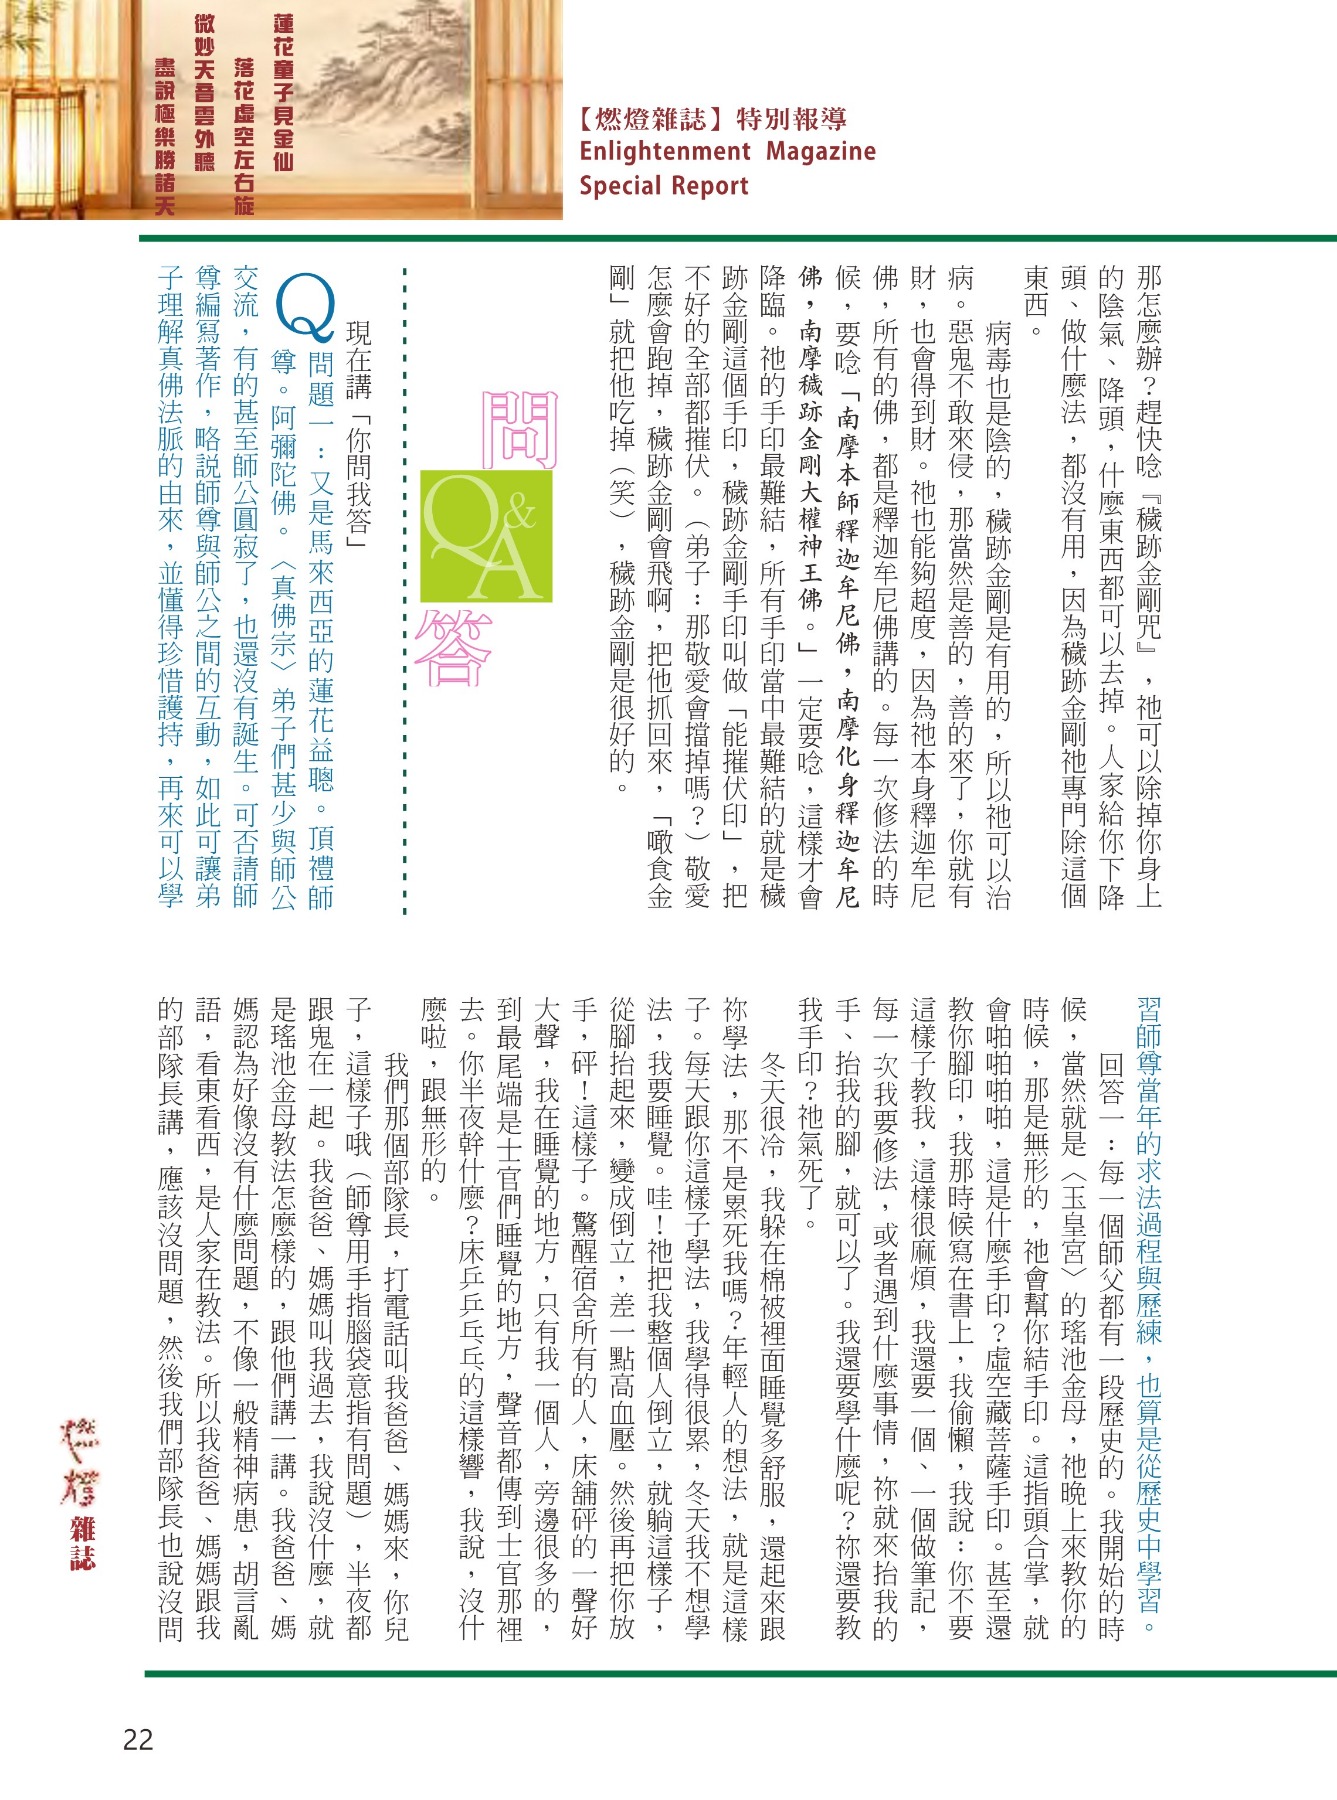 蓮花童子見金仙
落花虛空左右旋
微妙天音雲外聽
盡說極樂勝諸天
【燃燈雜誌】特別報導
Enlightenment Magazine
Special Report
那怎麼辦？趕快唸『穢跡金剛咒』，祂可以除掉你身上
的陰氣、降頭，什麼東西都可以去掉。人家給你下降
頭、做什麼法，都沒有用，因為穢跡金剛祂專門除這個
東西。
病毒也是陰的，穢跡金剛是有用的，所以祂可以治
病。惡鬼不敢來侵，那當然是善的，善的來了，你就有
財，也會得到財。祂也能夠超度，因為祂本身釋迦牟尼
佛，所有的佛，都是釋迦牟尼佛講的。每一次修法的時
候，要唸「南摩本師釋迦牟尼佛，南摩化身釋迦牟尼
佛，南摩穢跡金剛大權神王佛。」一定要唸，這樣才會
降臨。祂的手印最難結，所有手印當中最難結的就是穢
跡金剛這個手印，穢跡金剛手印叫做「能摧伏印」，把
不好的全部都摧伏。（弟子：那敬愛會擋掉嗎？）敬愛
怎麼會跑掉，穢跡金剛會飛啊，把他抓回來，「噉食金
剛」就把他吃掉（笑），穢跡金剛是很好的。
問
Q&A
答
現在講「你問我答」
Q問題一：又是馬來西亞的蓮花益聰。頂禮師
尊。阿彌陀佛。〈真佛宗〉弟子們甚少與師公
交流，有的甚至師公圓寂了，也還沒有誕生。可否請師
尊編寫著作，略說師尊與師公之間的互動，如此可讓弟
子理解真佛法脈的由來，並懂得珍惜護持，再來可以學
習師尊當年的求法過程與歷練，也算是從歷史中學習。
回答一：每一個師父都有一段歷史的。我開始的時
候，當然就是〈玉皇宮〉的瑤池金母，祂晚上來教你的
時候，那是無形的，祂會幫你結手印。這指頭合掌，就
會啪啪啪啪，這是什麼手印？虛空藏菩薩手印。甚至還
教你腳印，我那時候寫在書上，我偷懶，我說：你不要
這樣子教我，這樣很麻煩，我還要一個、一個做筆記，
每一次我要修法，或者遇到什麼事情，祢就來抬我的
手、抬我的腳，就可以了。我還要學什麼呢？祢還要教
我手印？祂氣死了。
冬天很冷，我躲在棉被裡面睡覺多舒服，還起來跟
祢學法，那不是累死我嗎？年輕人的想法，就是這樣
子。每天跟你這樣子學法，我學得很累，冬天我不想學
法，我要睡覺。哇！祂把我整個人倒立，就躺這樣子，
從腳抬起來，變成倒立，差一點高血壓。然後再把你放
手，砰！這樣子。驚醒宿舍所有的人，床舖砰的一聲好
大聲，我在睡覺的地方，只有我一個人，旁邊很多的，
到最尾端是士官們睡覺的地方，聲音都傳到士官那裡
去。你半夜幹什麼？床乒乒乓乓的這樣響，我說，沒什
麼啦，跟無形的。
我們那個部隊長，打電話叫我爸爸、媽媽來，你兒
子，這樣子哦（師尊用手指腦袋意指有問題），半夜都
跟鬼在一起。我爸爸、媽媽叫我過去，我說沒什麼，就
是瑤池金母教法怎麼樣的，跟他們講一講。我爸爸、媽
媽認為好像沒有什麼問題，不像一般精神病患，胡言亂
語，看東看西，是人家在教法。所以我爸爸、媽媽跟我
的部隊長講，應該沒問題，然後我們部隊長也說沒問
燃燈雜誌
22